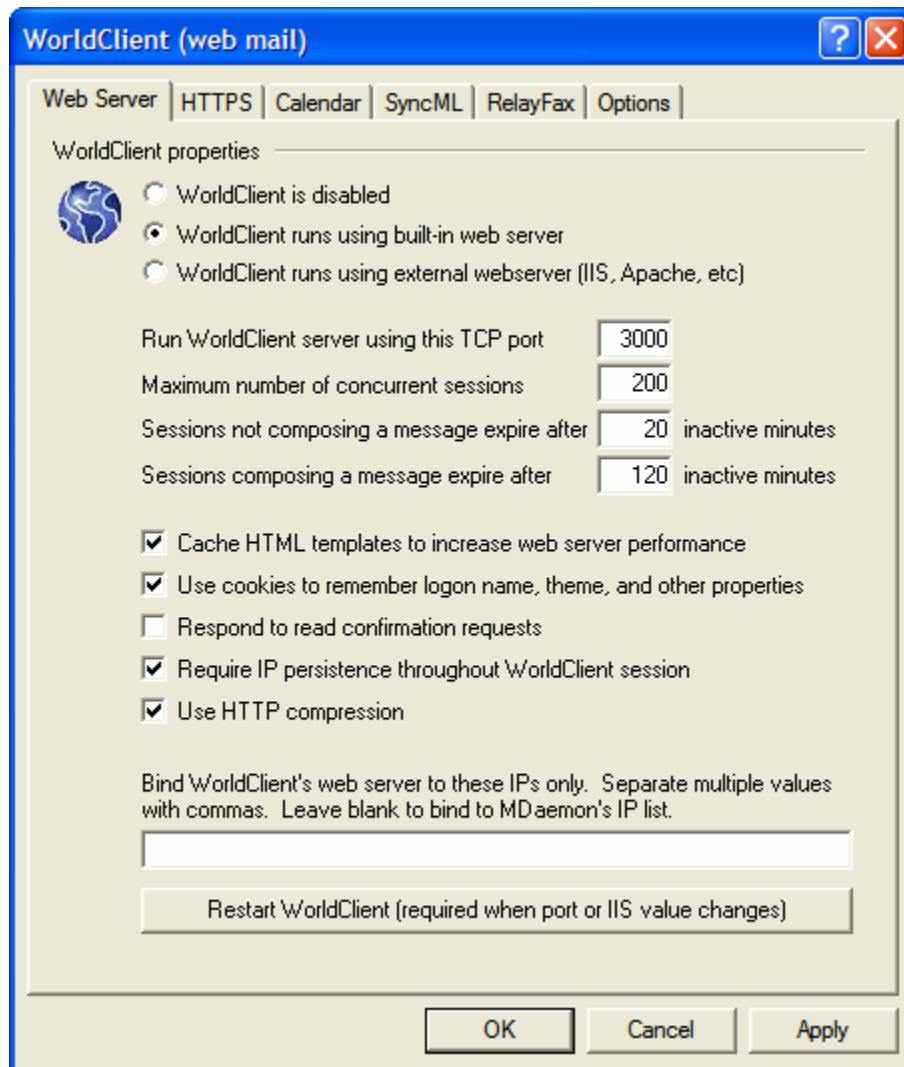 WorldClient (web mail)
Web Server HTTPS Calendar SyncML RelayFax Options
WorldClient properties
WorldClient is disabled
WorldClient runs using built-in web server
WorldClient runs using external webserver (IIS, Apache, etc)
Run WorldClient server using this TCP port 3000
Maximum number of concurrent sessions 200
Sessions not composing a message expire after 20 inactive minutes
Sessions composing a message expire after 120 inactive minutes
Cache HTML templates to increase web server performance
Use cookies to remember logon name, theme, and other properties
Respond to read confirmation requests
Require IP persistence throughout WorldClient session
Use HTTP compression
Bind WorldClient's web server to these IPs only. Separate multiple values
with commas. Leave blank to bind to MDaemon's IP list.
Restart WorldClient (required when port or IIS value changes)
OK Cancel Apply